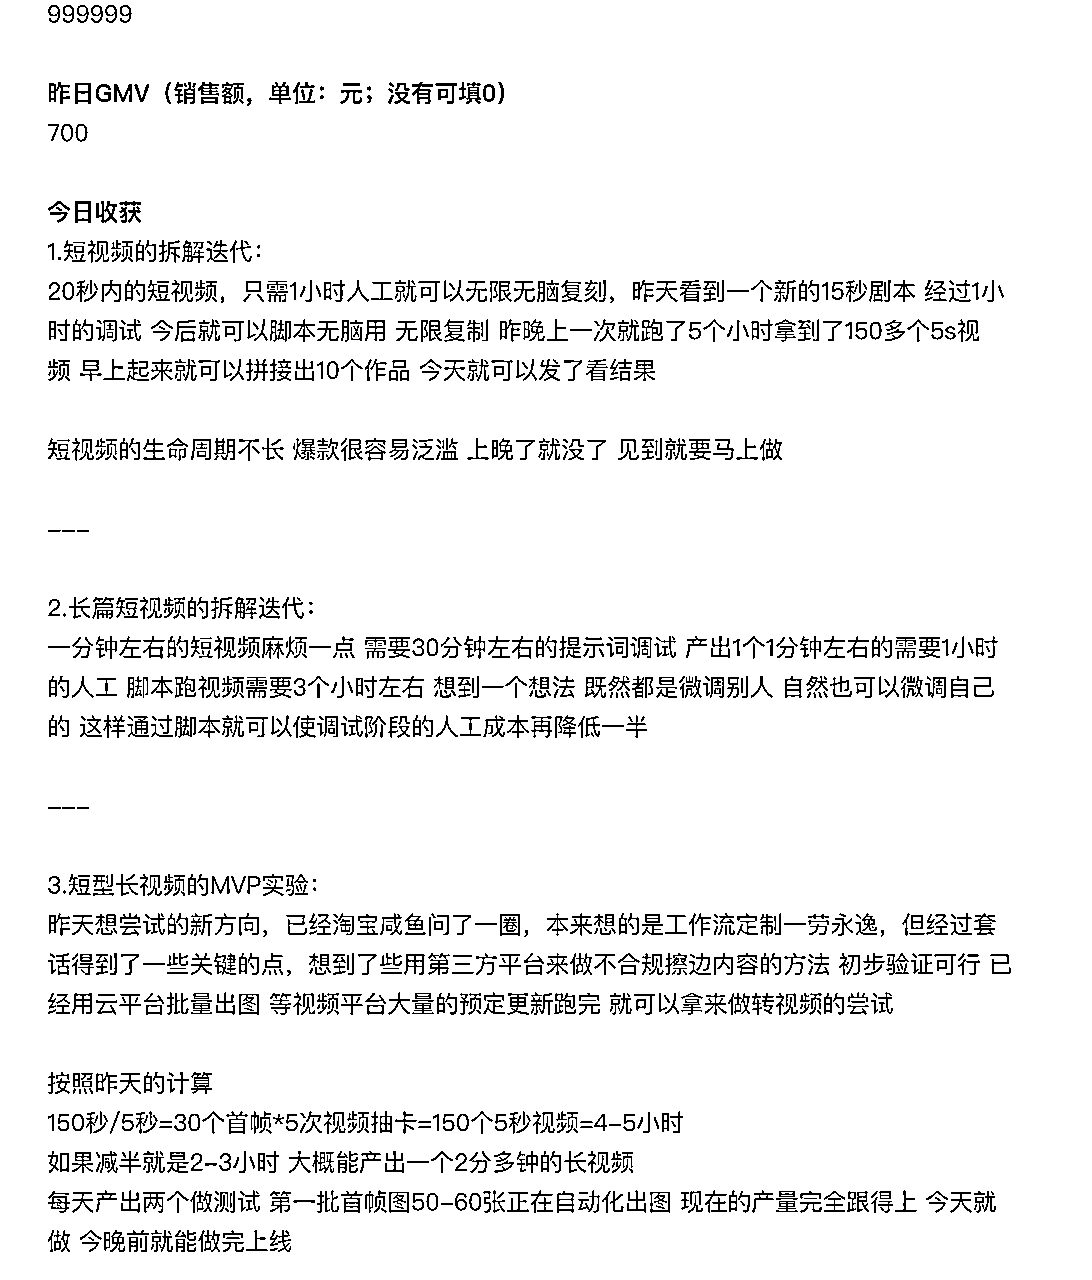 999999
昨日GMV（销售额，单位：元；没有可填0）
700
今日收获
1.短视频的拆解迭代：
20秒内的短视频，只需1小时人工就可以无限无脑复刻，昨天看到一个新的15秒剧本 经过1小
时的调试 今后就可以脚本无脑用 无限复制 昨晚上一次就跑了5个小时拿到了150多个5s视
频 早上起来就可以拼接出10个作品 今天就可以发了看结果
短视频的生命周期不长 爆款很容易泛滥 上晚了就没了 见到就要马上做
---
2.长篇短视频的拆解迭代：
一分钟左右的短视频麻烦一点 需要30分钟左右的提示词调试 产出1个1分钟左右的需要1小时
的人工 脚本跑视频需要3个小时左右 想到一个想法 既然都是微调别人 自然也可以微调自己
的 这样通过脚本就可以使调试阶段的人工成本再降低一半
---
3.短型长视频的MVP实验：
昨天想尝试的新方向，已经淘宝咸鱼问了一圈，本来想的是工作流定制一劳永逸，但经过套
话得到了一些关键的点，想到了些用第三方平台来做不合规擦边内容的方法 初步验证可行 已
经用云平台批量出图 等视频平台大量的预定更新跑完 就可以拿来做转视频的尝试
按照昨天的计算
150秒/5秒=30个首帧*5次视频抽卡=150个5秒视频=4-5小时
如果减半就是2-3小时 大概能产出一个2分多钟的长视频
每天产出两个做测试 第一批首帧图50-60张正在自动化出图 现在的产量完全跟得上 今天就
做 今晚前就能做完上线